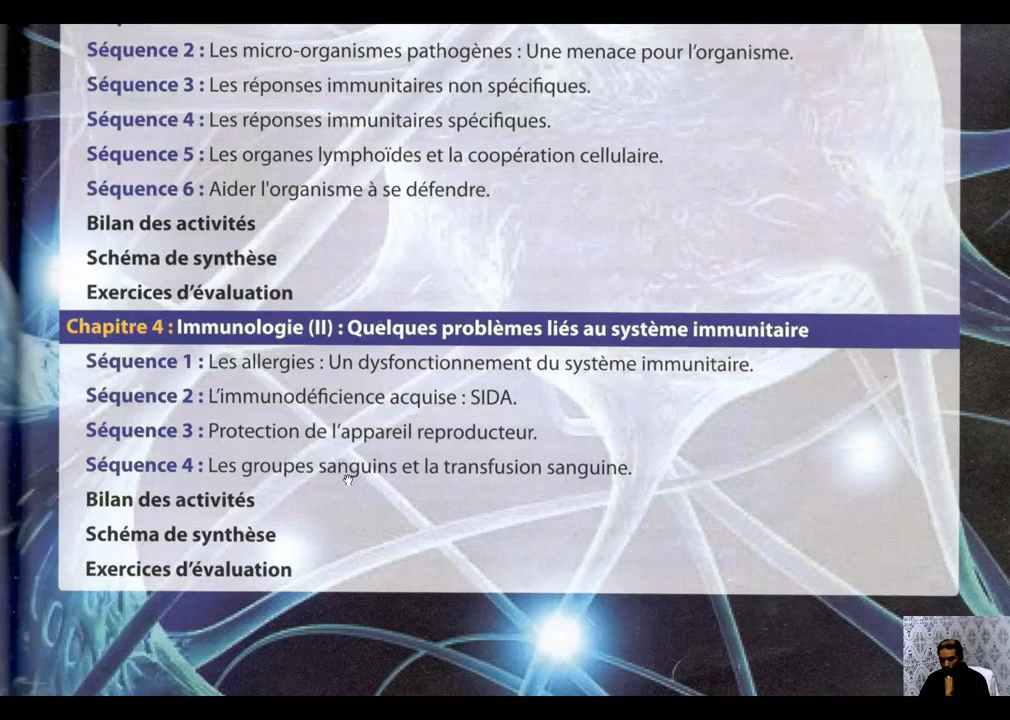 Séquence 2 : Les micro-organismes pathogènes : Une menace pour l'organisme.
Séquence 3 : Les réponses immunitaires non spécifiques.
Séquence 4 : Les réponses immunitaires spécifiques.
Séquence 5 : Les organes lymphoïdes et la coopération cellulaire.
Séquence 6 : Aider l'organisme à se défendre.
Bilan des activités
Schéma de synthèse
Exercices d'évaluation
Chapitre 4 : Immunologie (II) : Quelques problèmes liés au système immunitaire
Séquence 1 : Les allergies : Un dysfonctionnement du système immunitaire.
Séquence 2 : L'immunodéficience acquise : SIDA.
Séquence 3 : Protection de l'appareil reproducteur.
Séquence 4 : Les groupes sanguins et la transfusion sanguine.
Bilan des activités
Schéma de synthèse
Exercices d'évaluation